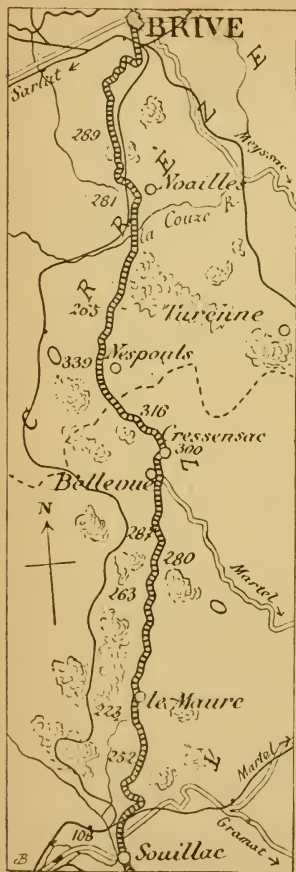 BRIVE
Sarlat
Meyssac
289
Noailles
281
la Couze R.
265
Turenne
339
Nespouls
316
Cressensac
300
Bellevue
N
287
280
Martel
263
223
le Maure
252
Martel
Gramat
108
Souillac
B
C O R R È Z E
L